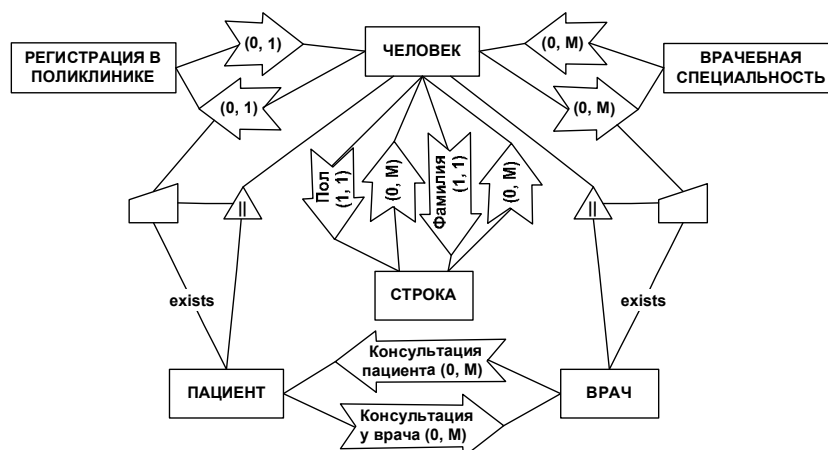 (0, 1)
ЧЕЛОВЕК
(0, M)
РЕГИСТРАЦИЯ В
ПОЛИКЛИНИКЕ
ВРАЧЕБНАЯ
СПЕЦИАЛЬНОСТЬ
(0, 1)
(0, M)
Пол
(1, 1)
(0, M)
Фамилия
(1, 1)
(0, M)
||
||
exists
СТРОКА
exists
Консультация
пациента (0, M)
ПАЦИЕНТ
ВРАЧ
Консультация
у врача (0, M)